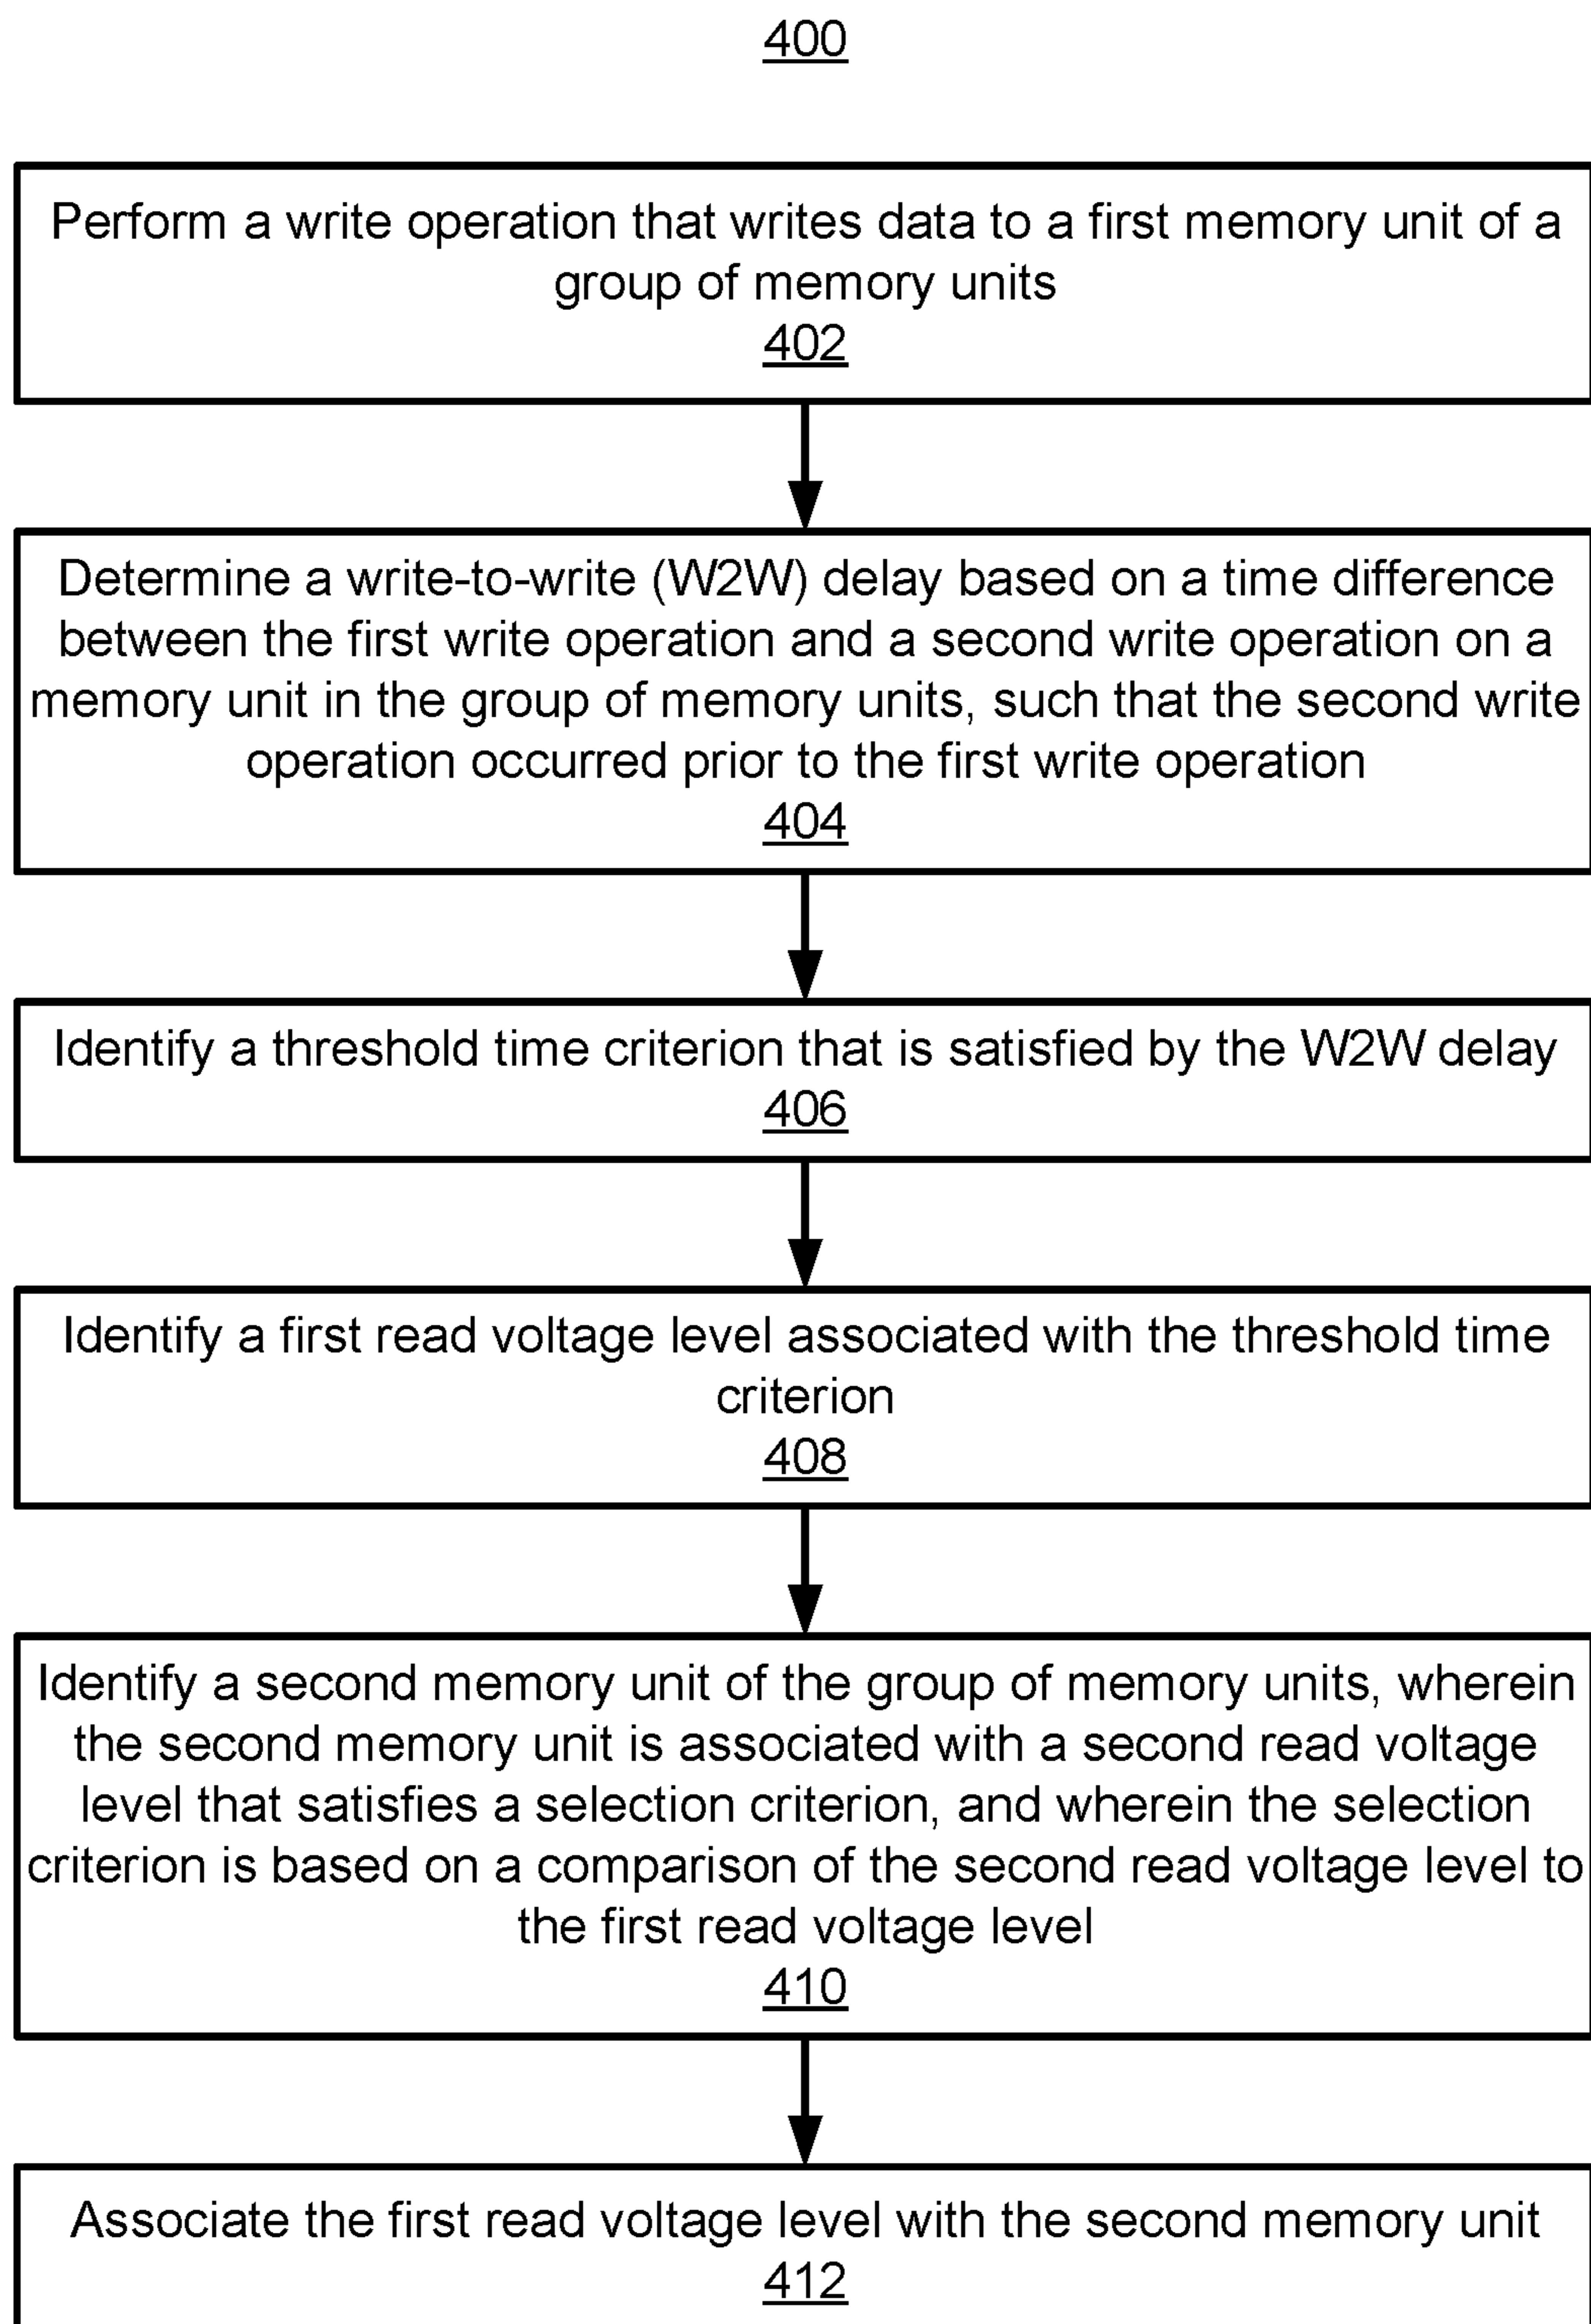 400
Perform a write operation that writes data to a first memory unit of a
group of memory units
402
Determine a write-to-write (W2W) delay based on a time difference
between the first write operation and a second write operation on a
memory unit in the group of memory units, such that the second write
operation occurred prior to the first write operation
404
Identify a threshold time criterion that is satisfied by the W2W delay
406
Identify a first read voltage level associated with the threshold time
criterion
408
Identify a second memory unit of the group of memory units, wherein
the second memory unit is associated with a second read voltage
level that satisfies a selection criterion, and wherein the selection
criterion is based on a comparison of the second read voltage level to
the first read voltage level
410
Associate the first read voltage level with the second memory unit
412